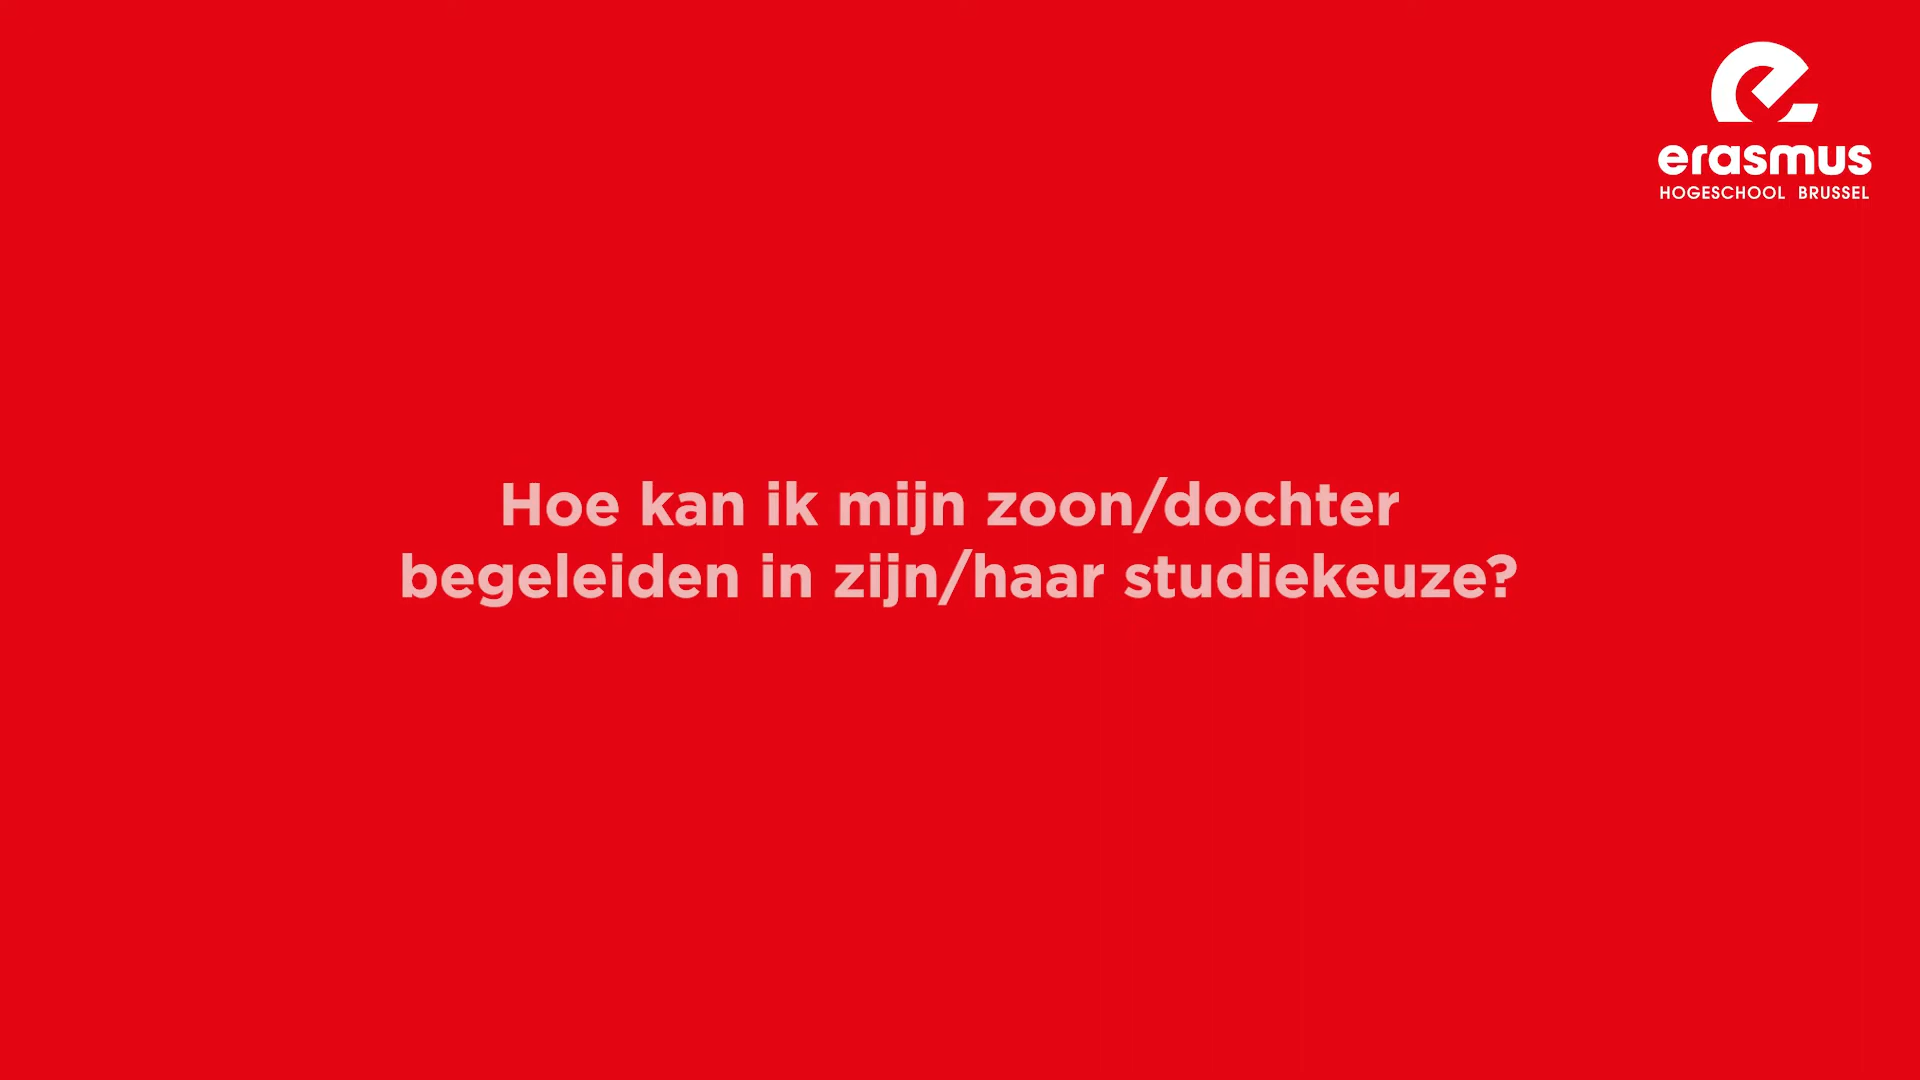 erasmus
HOGESCHOOL BRUSSEL
Hoe kan ik mijn zoon/dochter
begeleiden in zijn/haar studiekeuze?